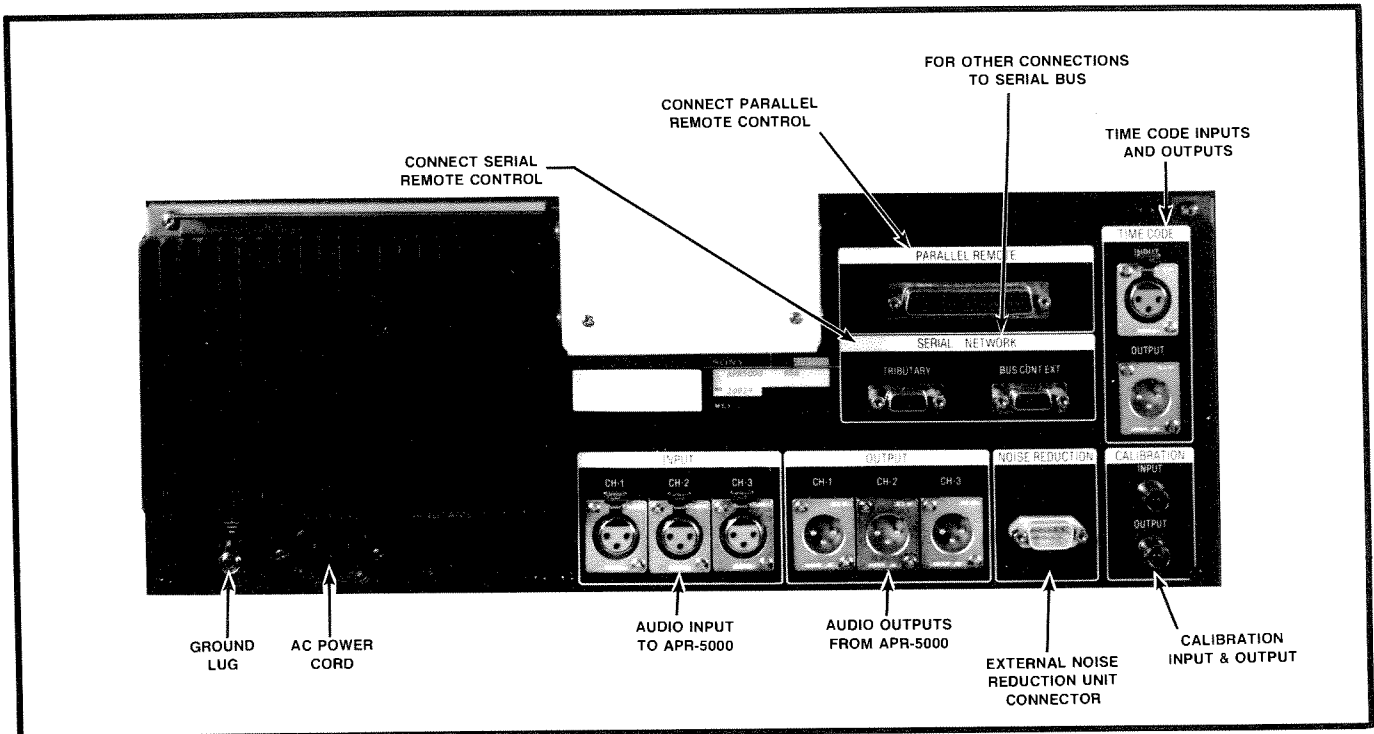 FOR OTHER CONNECTIONS
TO SERIAL BUS
CONNECT PARALLEL
REMOTE CONTROL
TIME CODE INPUTS
AND OUTPUTS
CONNECT SERIAL
REMOTE CONTROL
TIME CODE
INPUT
PARALLEL REMOTE
SERIAL NETWORK
OUTPUT
TRIBUTARY
BUS CONT EXT
SONY
INPUT
OUTPUT
NOISE REDUCTION
CALIBRATION
INPUT
CH-1
CH-2
CH-3
CH-1
CH-2
CH-3
OUTPUT
GROUND
LUG
AC POWER
CORD
AUDIO INPUT
TO APR-5000
AUDIO OUTPUTS
FROM APR-5000
EXTERNAL NOISE
REDUCTION UNIT
CONNECTOR
CALIBRATION
INPUT & OUTPUT